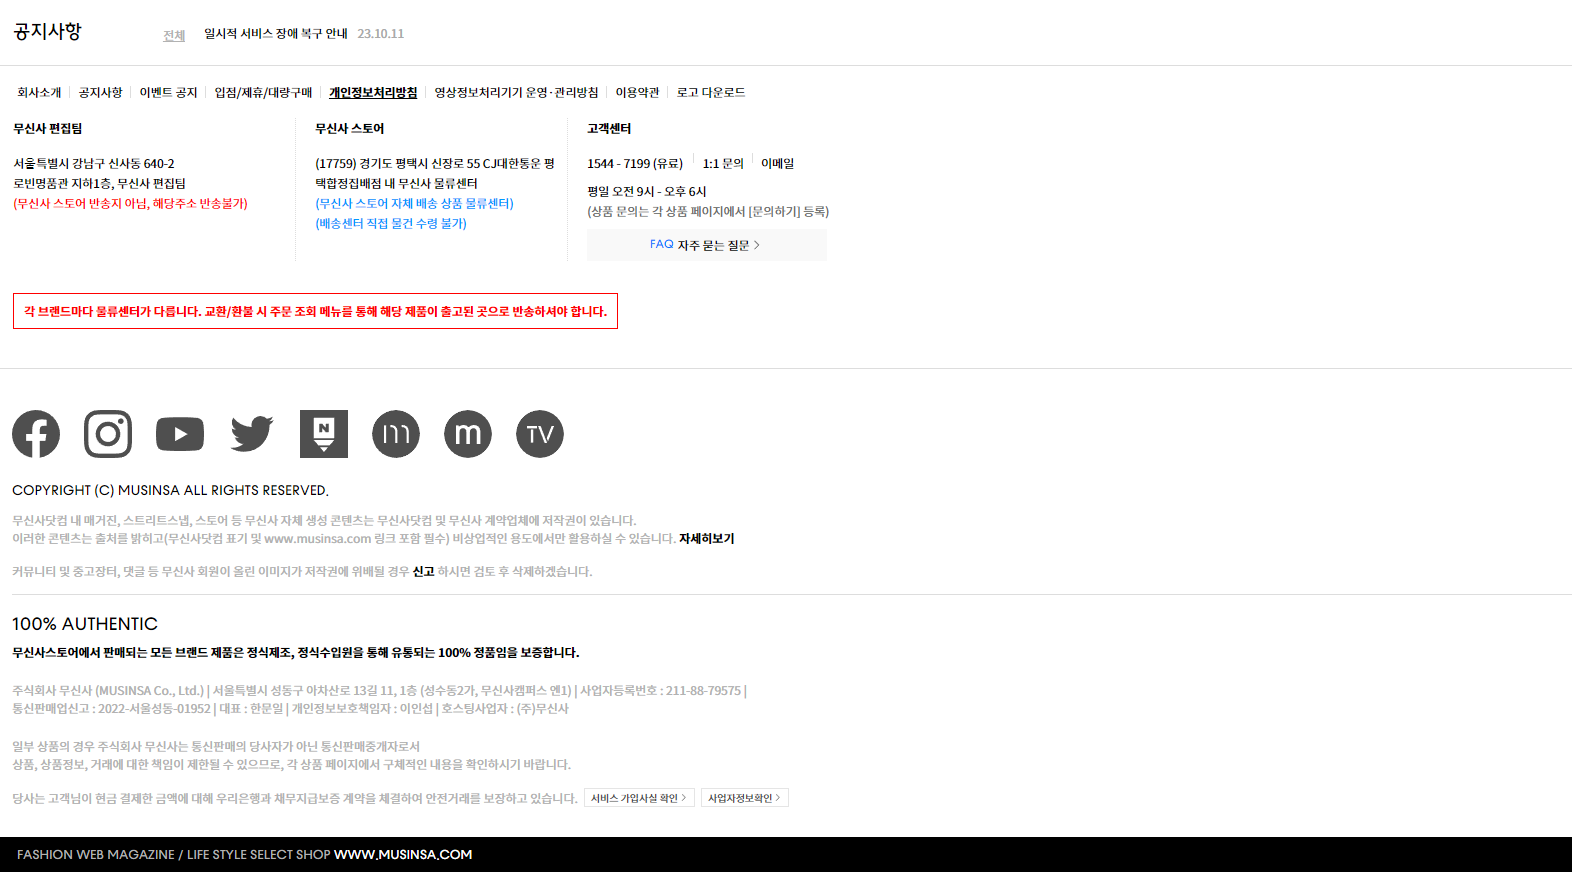 공지사항
전체 일시적 서비스 장애 복구 안내 23.10.11
회사소개 공지사항 이벤트 공지 입점/제휴/대량구매 개인정보처리방침 영상정보처리기기 운영·관리방침 이용약관 로고 다운로드
무신사 편집팀
서울특별시 강남구 신사동 640-2
로빈명품관 지하1층, 무신사 편집팀
(무신사 스토어 반송지 아님, 해당주소 반송불가)
무신사 스토어
(17759) 경기도 평택시 신장로 55 CJ대한통운 평
택합정집배점 내 무신사 물류센터
(무신사 스토어 자체 배송 상품 물류센터)
(배송센터 직접 물건 수령 불가)
고객센터
1544 - 7199 (유료) 1:1 문의 이메일
평일 오전 9시 - 오후 6시
(상품 문의는 각 상품 페이지에서 [문의하기] 등록)
FAQ 자주 묻는 질문 >
각 브랜드마다 물류센터가 다릅니다. 교환/환불 시 주문 조회 메뉴를 통해 해당 제품이 출고된 곳으로 반송하셔야 합니다.
N m m TV
COPYRIGHT (C) MUSINSA ALL RIGHTS RESERVED.
무신사닷컴 내 매거진, 스트리트스냅, 스토어 등 무신사 자체 생성 콘텐츠는 무신사닷컴 및 무신사 계약업체에 저작권이 있습니다.
이러한 콘텐츠는 출처를 밝히고(무신사닷컴 표기 및 www.musinsa.com 링크 포함 필수) 비상업적인 용도에서만 활용하실 수 있습니다. 자세히보기
커뮤니티 및 중고장터, 댓글 등 무신사 회원이 올린 이미지가 저작권에 위배될 경우 신고 하시면 검토 후 삭제하겠습니다.
100% AUTHENTIC
무신사스토어에서 판매되는 모든 브랜드 제품은 정식제조, 정식수입원을 통해 유통되는 100% 정품임을 보증합니다.
주식회사 무신사 (MUSINSA Co., Ltd.) | 서울특별시 성동구 아차산로 13길 11, 1층 (성수동2가, 무신사캠퍼스 엔1) | 사업자등록번호 : 211-88-79575 |
통신판매업신고 : 2022-서울성동-01952 | 대표 : 한문일 | 개인정보보호책임자 : 이인섭 | 호스팅사업자 : (주)무신사
일부 상품의 경우 주식회사 무신사는 통신판매의 당사자가 아닌 통신판매중개자로서
상품, 상품정보, 거래에 대한 책임이 제한될 수 있으므로, 각 상품 페이지에서 구체적인 내용을 확인하시기 바랍니다.
당사는 고객님이 현금 결제한 금액에 대해 우리은행과 채무지급보증 계약을 체결하여 안전거래를 보장하고 있습니다. 서비스 가입사실 확인 > 사업자정보확인 >
FASHION WEB MAGAZINE / LIFE STYLE SELECT SHOP WWW.MUSINSA.COM